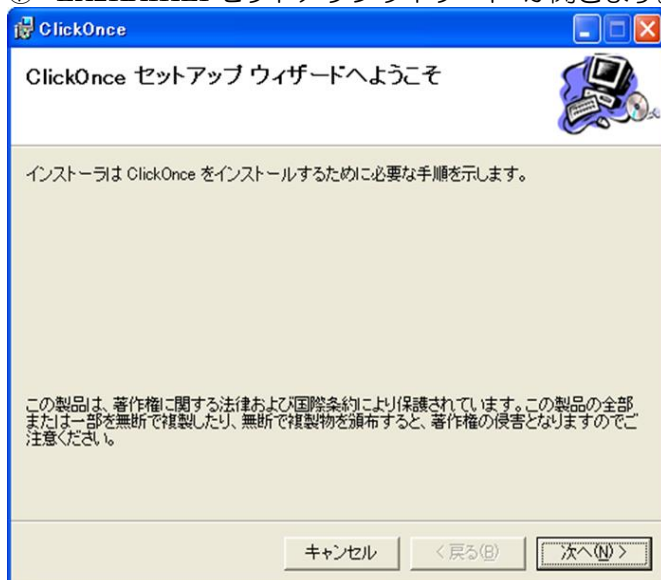 ClickOnce
ClickOnce セットアップ ウィザードへようこそ
インストーラは ClickOnce をインストールするために必要な手順を示します。
この製品は、著作権に関する法律および国際条約により保護されています。この製品の全部
または一部を無断で複製したり、無断で複製物を頒布すると、著作権の侵害となりますのでご
注意ください。
キャンセル
< 戻る(B)
次へ(N) >